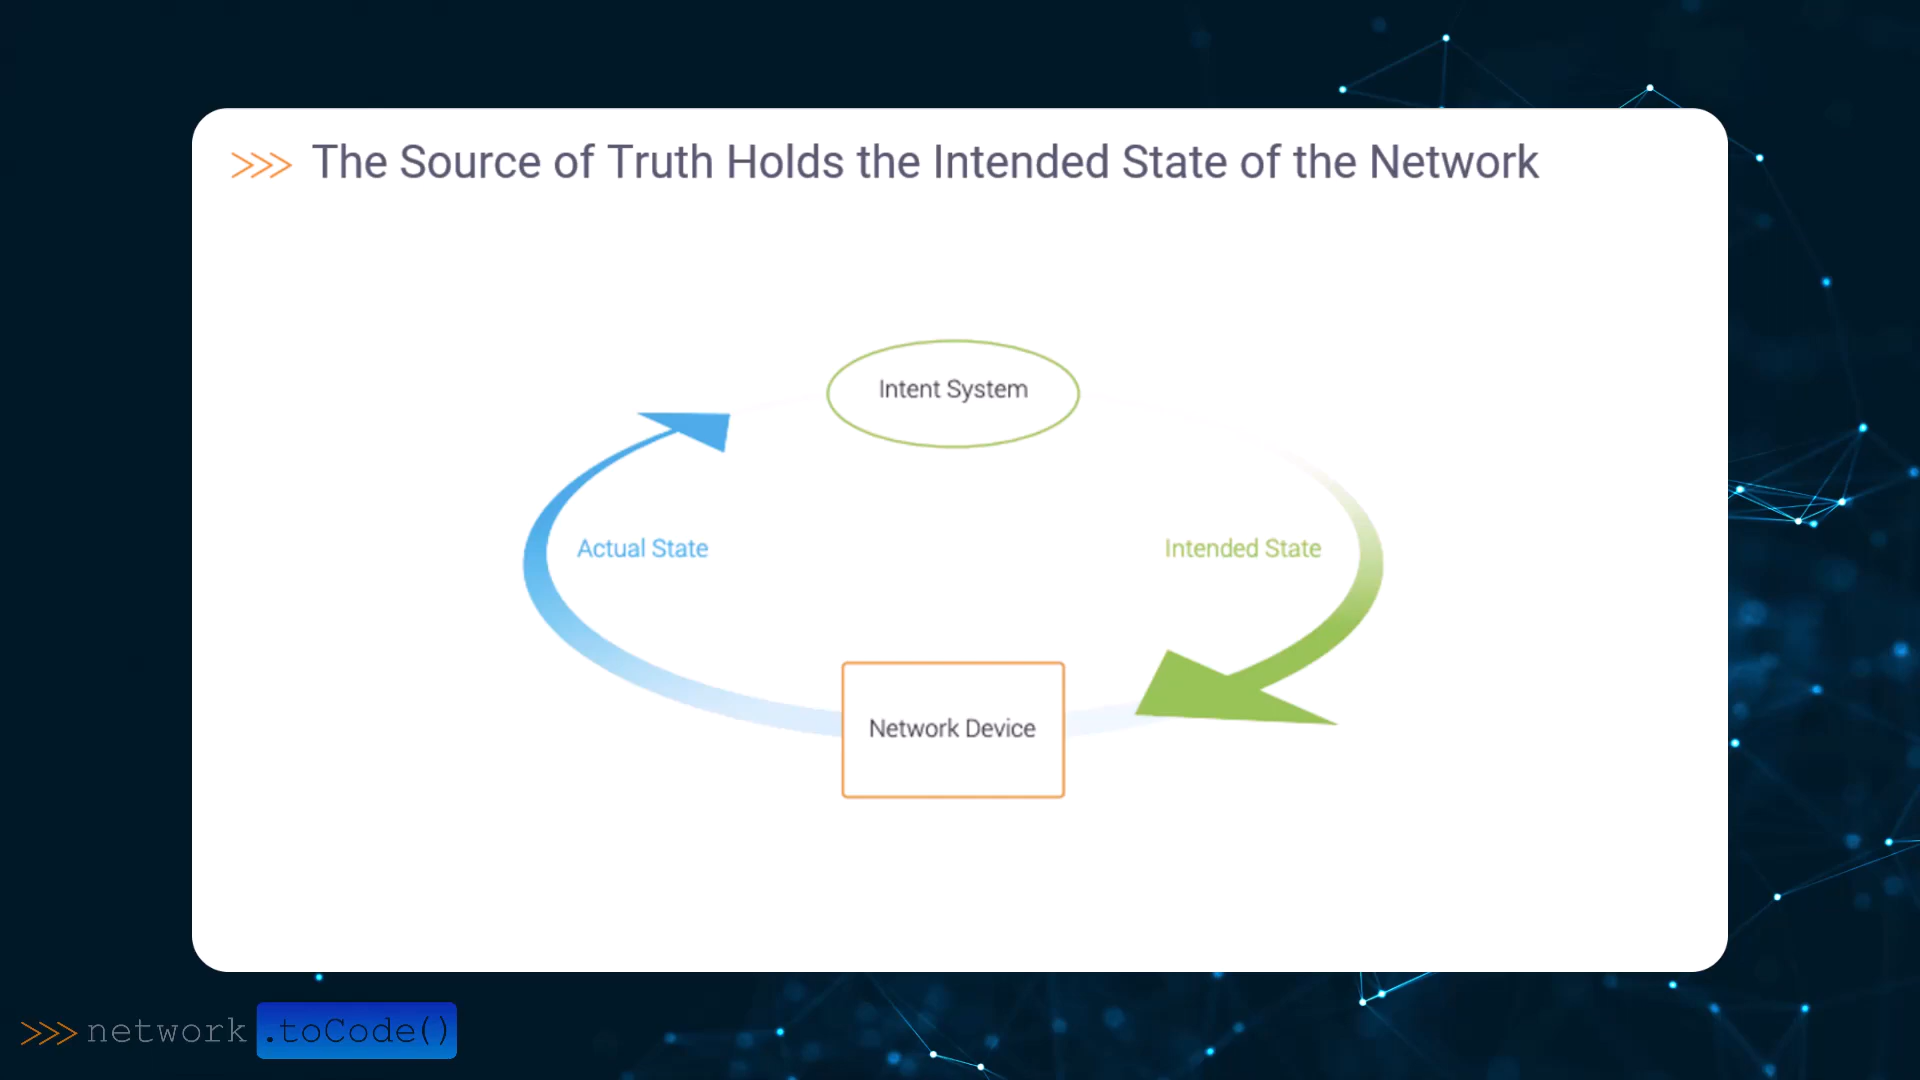 >>> The Source of Truth Holds the Intended State of the Network
Intent System
Actual State
Intended State
Network Device
>>> network .toCode()